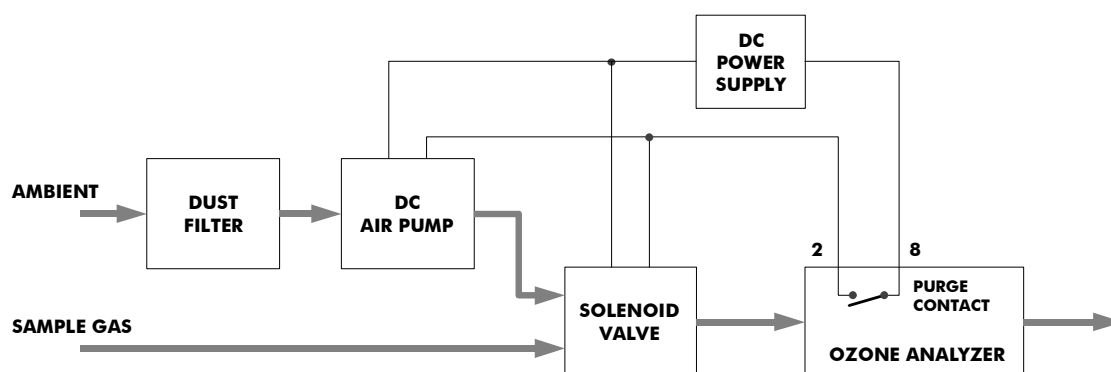 DC
POWER
SUPPLY
AMBIENT
DUST
FILTER
DC
AIR PUMP
2
8
PURGE
CONTACT
SAMPLE GAS
SOLENOID
VALVE
OZONE ANALYZER